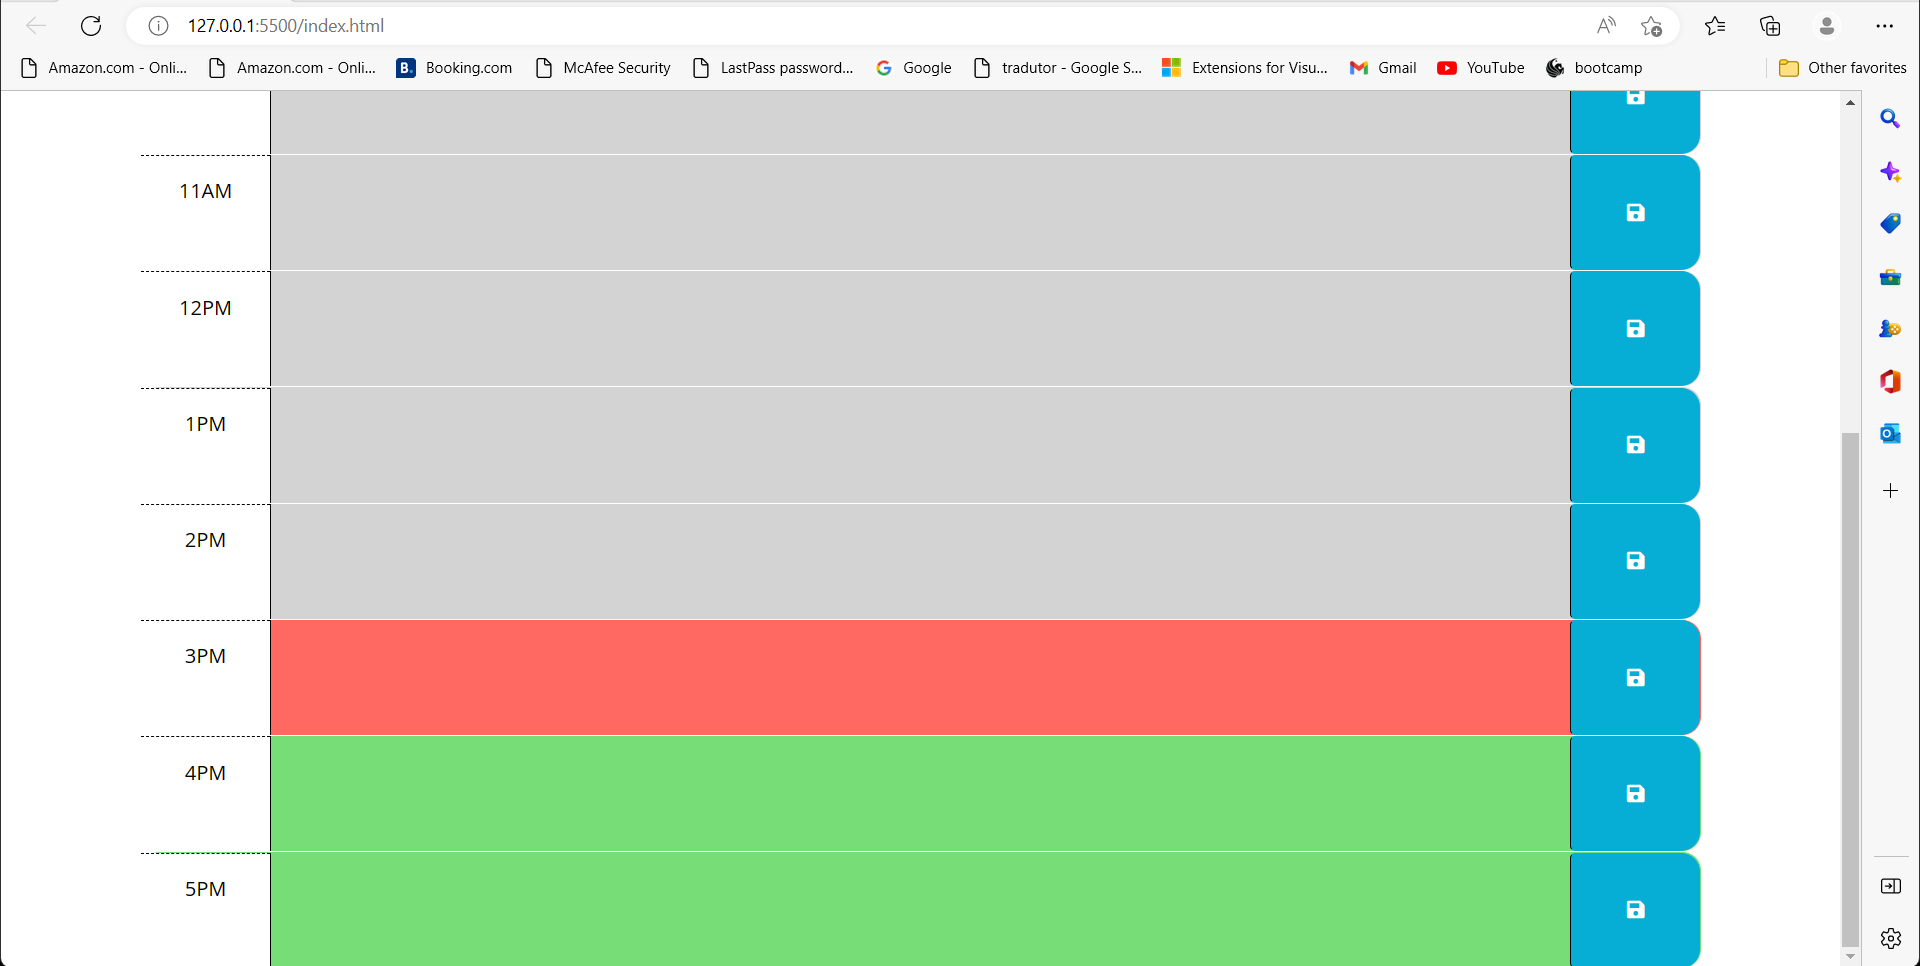 127.0.0.1:5500/index.html
Amazon.com - Onli... Amazon.com - Onli... B. Booking.com McAfee Security LastPass password... Google tradutor - Google S... Extensions for Visu... Gmail YouTube bootcamp Other favorites
11AM
12PM
1PM
2PM
3PM
4PM
5PM